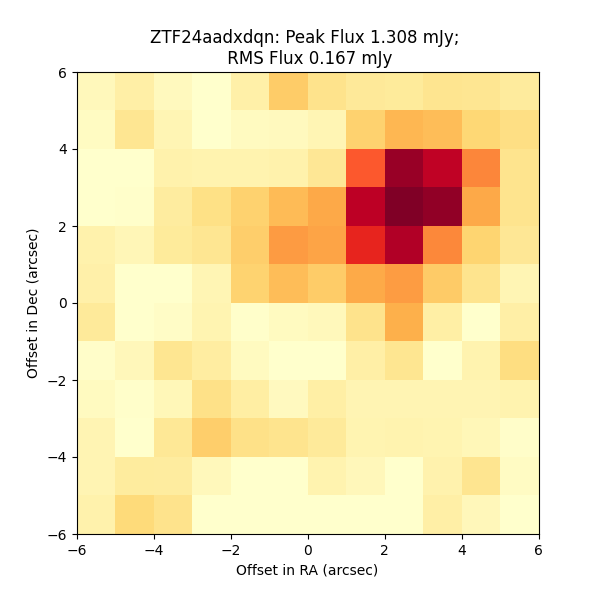 ZTF24aadxdqn: Peak Flux 1.308 mJy;
RMS Flux 0.167 mJy
6
4
2
0
−2
−4
−6
Offset in Dec (arcsec)
−6 −4 −2 0 2 4 6
Offset in RA (arcsec)